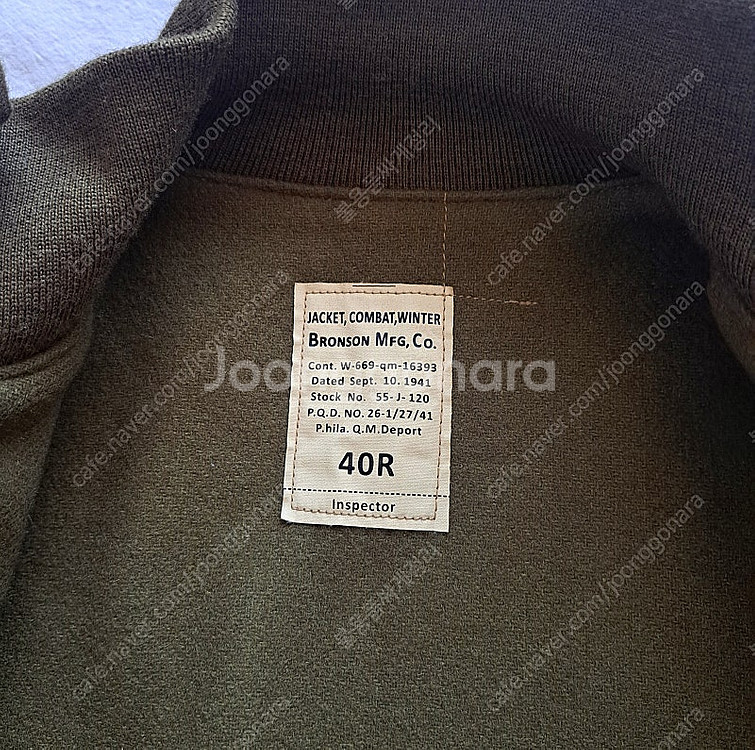 JACKET, COMBAT,WINTER
BRONSON MFG, CO.
Cont. W-669-qm-16393
Dated Sept. 10. 1941
Stock No. 55-J-120
P.Q.D. NO. 26-1/27/41
P.hila. Q.M.Deport
40R
Inspector
Joonggonara
cafe.naver.com/joonggonara